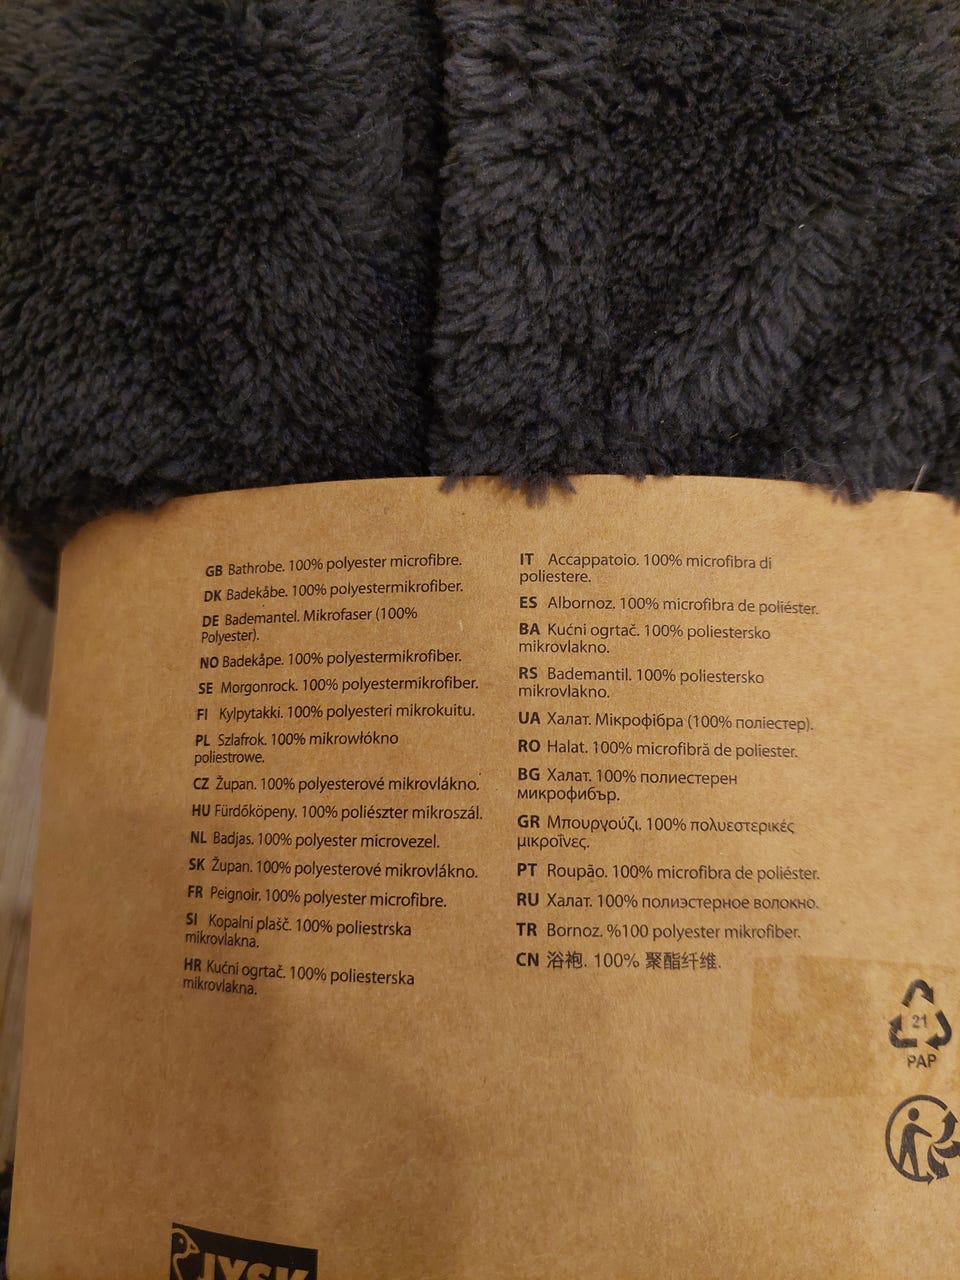 GB Bathrobe. 100% polyester microfibre.
DK Badekåbe. 100% polyestermikrofiber.
DE Bademantel. Mikrofaser (100%
Polyester).
NO Badekåpe. 100% polyestermikrofiber.
SE Morgonrock. 100% polyestermikrofiber.
FI Kylpytakki. 100% polyesteri mikrokuitu.
PL Szlafrok. 100% mikrowłókno
poliestrowe.
CZ Župan. 100% polyesterové mikrovlákno.
HU Fürdőköpeny. 100% poliészter mikroszál.
NL Badjas. 100% polyester microvezel.
SK Župan. 100% polyesterové mikrovlákno.
FR Peignoir. 100% polyester microfibre.
SI Kopalni plašč. 100% poliestrska
mikrovlakna.
HR Kućni ogrtač. 100% poliesterska
mikrovlakna.
IT Accappatoio. 100% microfibra di
poliestere.
ES Albornoz. 100% microfibra de poliéster.
BA Kućni ogrtač. 100% poliestersko
mikrovlakno.
RS Bademantil. 100% poliestersko
mikrovlakno.
UA Халат. Мікрофібра (100% поліестер).
RO Halat. 100% microfibră de poliester.
BG Халат. 100% полиестерен
микрофибър.
GR Μπουρνούζι. 100% πολυεστερικές
μικροΐνες.
PT Roupão. 100% microfibra de poliéster.
RU Халат. 100% полиэстерное волокно.
TR Bornoz. %100 polyester mikrofiber.
CN 浴袍. 100% 聚酯纤维.
21
PAP
JYSK